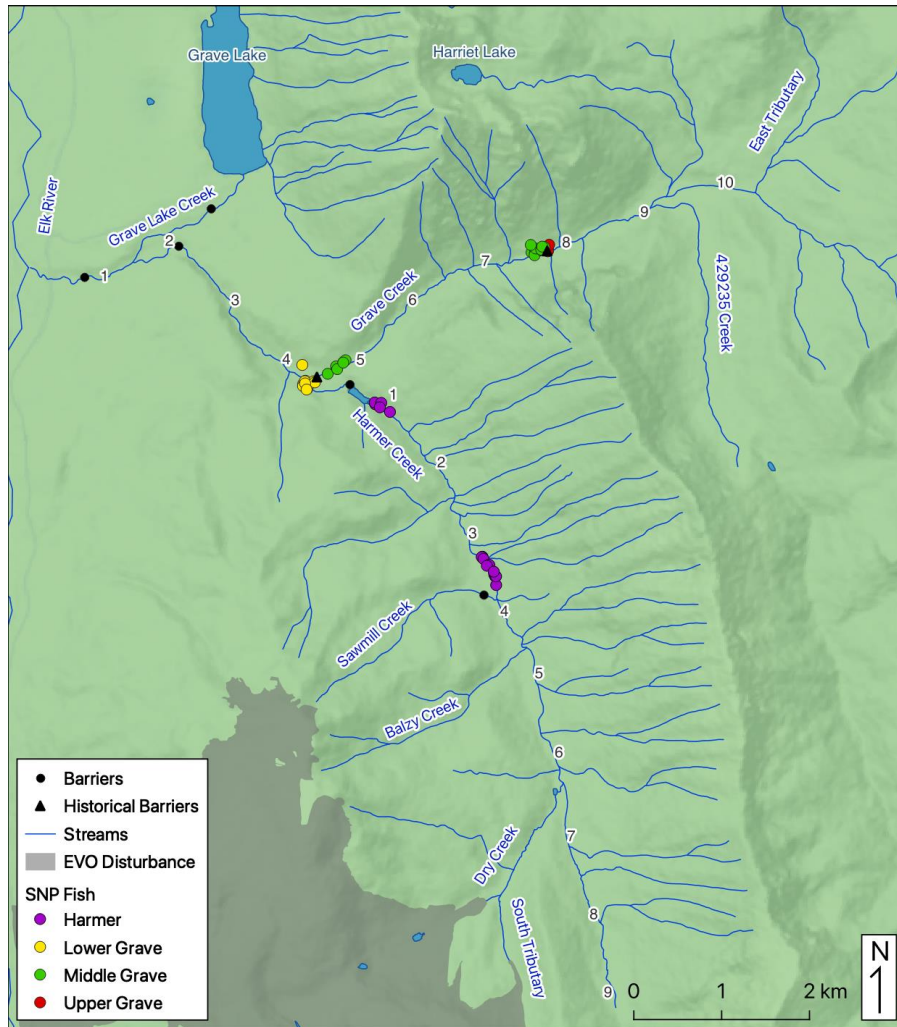 Grave Lake
Harriet Lake
East Tributary
Elk River
Grave Lake Creek
10
9
8
2
1
7
429235 Creek
3
6
Grave Creek
4
5
1
Harmer Creek
2
3
4
Sawmill Creek
5
Balzy Creek
6
7
Dry Creek
8
South Tributary
9
Barriers
Historical Barriers
Streams
EVO Disturbance
SNP Fish
Harmer
Lower Grave
Middle Grave
Upper Grave
0 1 2 km
N